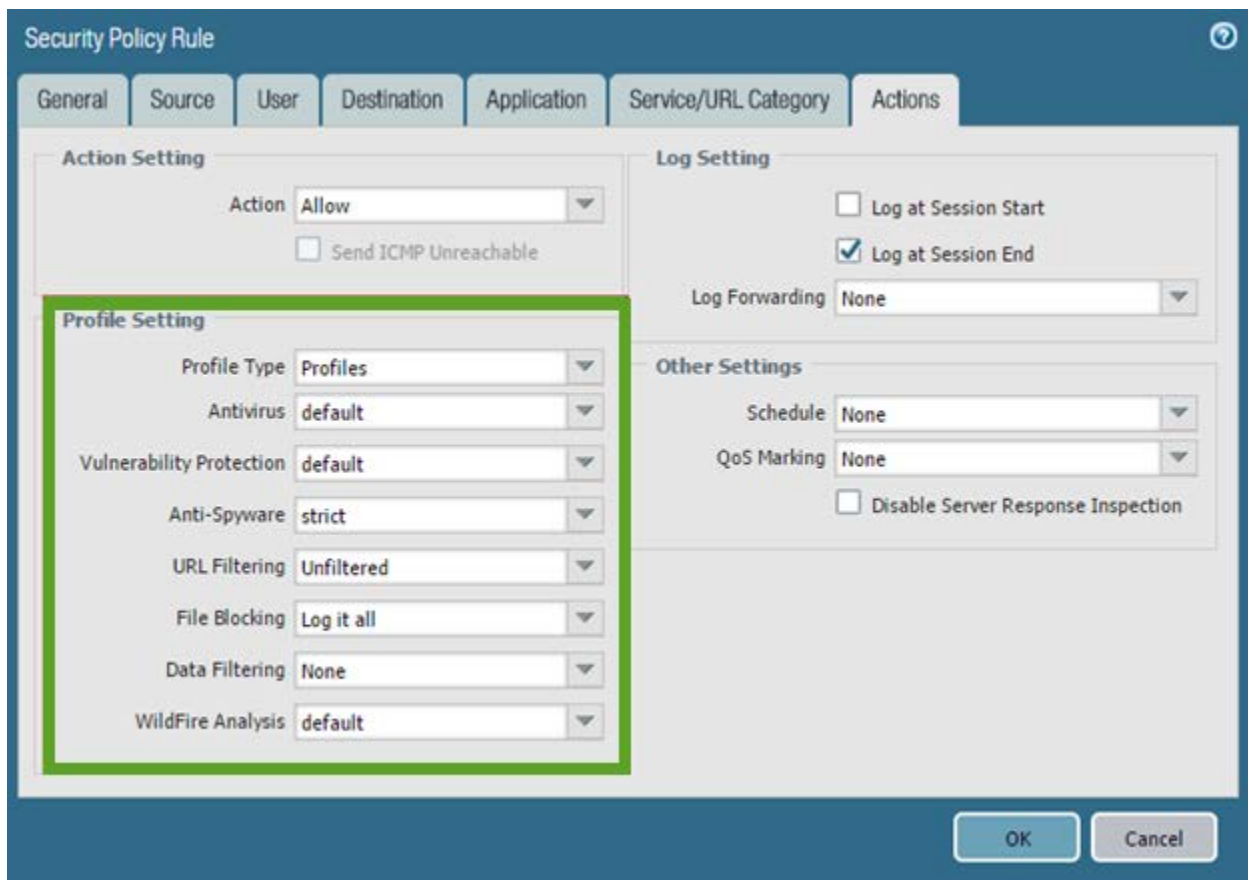 Security Policy Rule
General Source User Destination Application Service/URL Category Actions
Action Setting
Action Allow
Send ICMP Unreachable
Profile Setting
Profile Type Profiles
Antivirus default
Vulnerability Protection default
Anti-Spyware strict
URL Filtering Unfiltered
File Blocking Log it all
Data Filtering None
WildFire Analysis default
Log Setting
Log at Session Start
Log at Session End
Log Forwarding None
Other Settings
Schedule None
QoS Marking None
Disable Server Response Inspection
OK Cancel